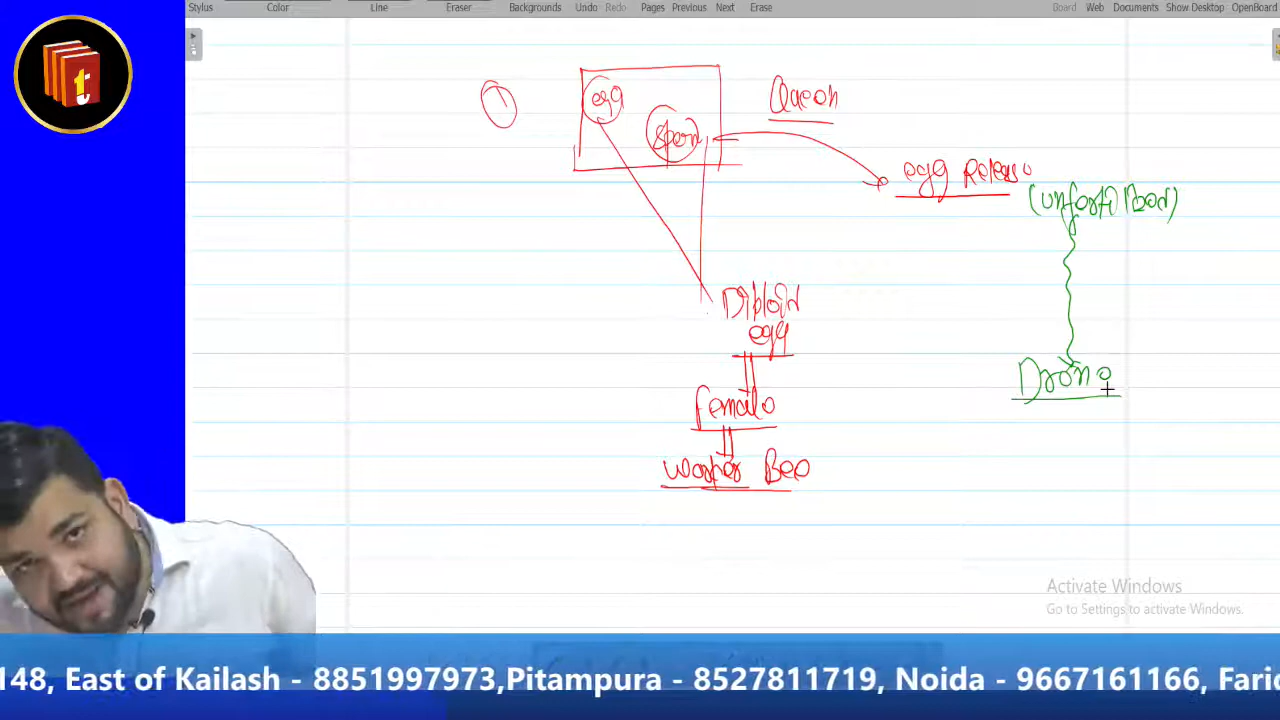 Stylus Color Line Eraser Backgrounds Undo Redo Pages Previous Next Erase Board Web Documents Show Desktop OpenBoard
t
1
egg
sperm
Queen
egg Release
(unfertilized)
Diploid
egg
Drone
female
worker Bee
Activate Windows
Go to Settings to activate Windows.
148, East of Kailash - 8851997973,Pitampura - 8527811719, Noida - 9667161166, Farid